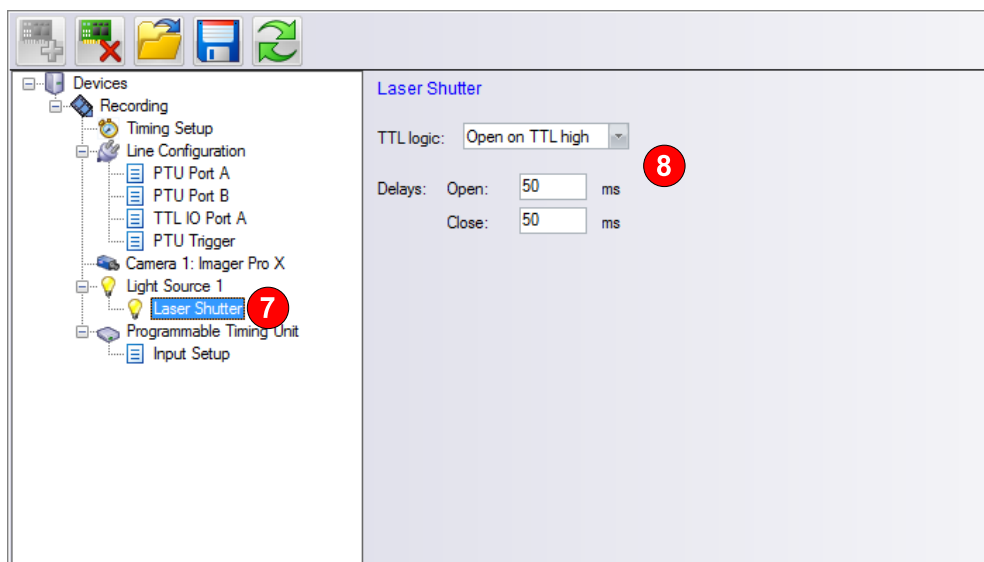 Devices
Recording
Timing Setup
Line Configuration
PTU Port A
PTU Port B
TTL IO Port A
PTU Trigger
Camera 1: Imager Pro X
Light Source 1
Laser Shutter 7
Programmable Timing Unit
Input Setup
Laser Shutter
TTL logic: Open on TTL high
8
Delays: Open: 50 ms
Close: 50 ms